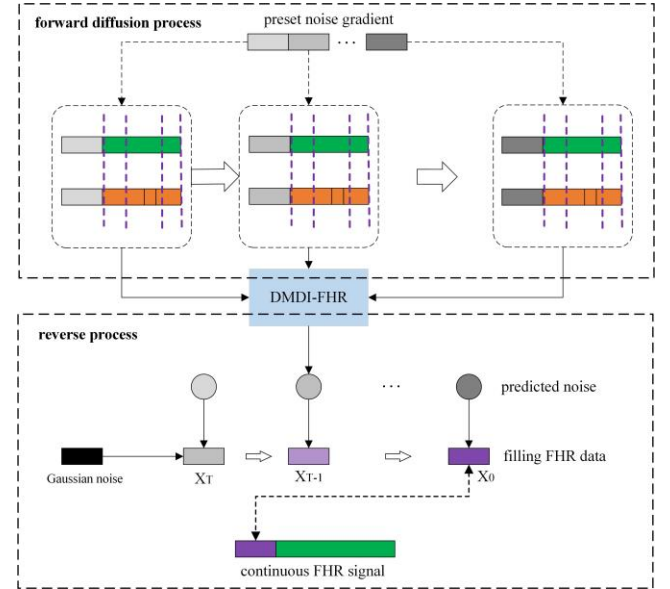 preset noise gradient
forward diffusion process
...
DMDI-FHR
reverse process
...
predicted noise
filling FHR data
Gaussian noise
XT
XT-1
X0
continuous FHR signal